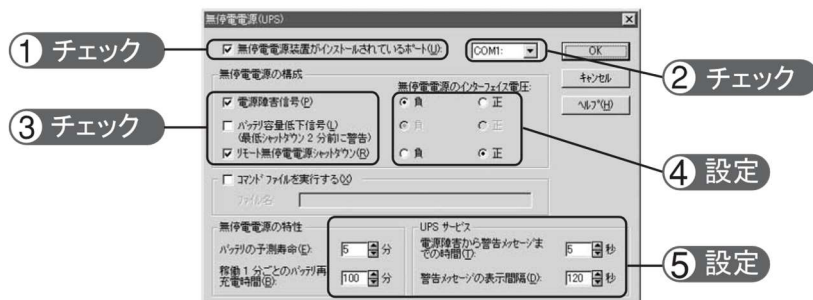 無停電電源(UPS)
① チェック
無停電電源装置がインストールされているポート(U):
COM1:
OK
② チェック
無停電電源の構成
無停電電源のインターフェイス電圧:
キャンセル
ヘルプ(H)
③ チェック
電源障害信号(P)
負
正
バッテリ容量低下信号(L)
(最低シャットダウン 2 分前に警告)
負
正
リモート無停電電源シャットダウン(R)
負
正
④ 設定
コマンド ファイルを実行する(X)
ファイル名:
無停電電源の特性
UPS サービス
バッテリの予測寿命(E):
5
分
電源障害から警告メッセージま
での時間(T):
5
秒
稼働 1 分ごとのバッテリ再
充電時間(B):
100
分
警告メッセージの表示間隔(D):
120
秒
⑤ 設定